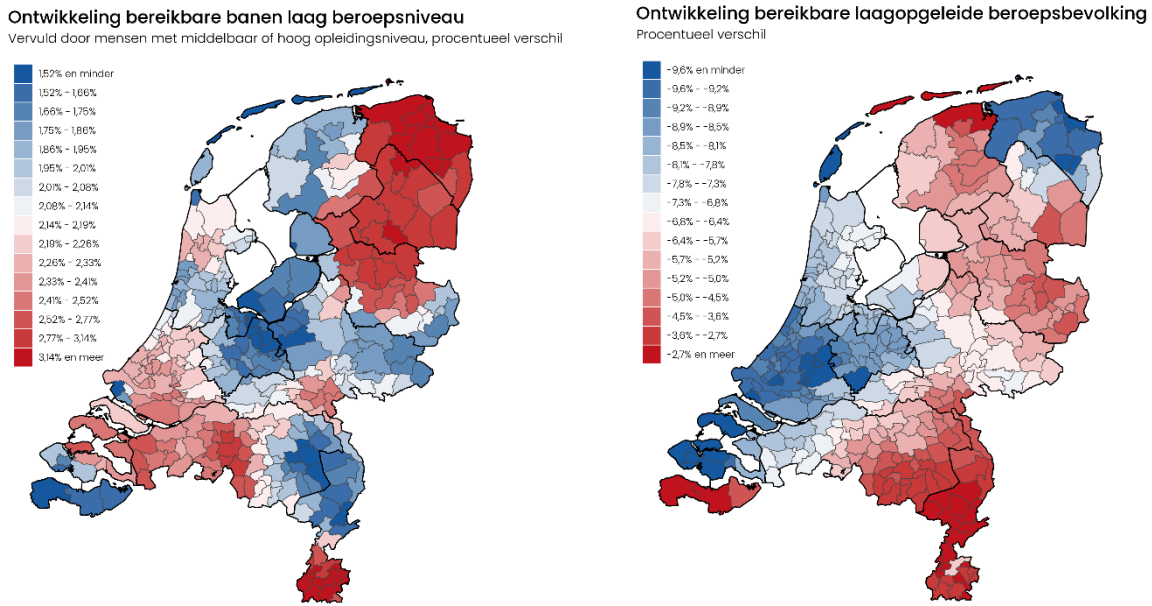 Ontwikkeling bereikbare banen laag beroepsniveau
Vervuld door mensen met middelbaar of hoog opleidingsniveau, procentueel verschil
1,52% en minder
1,52% - 1,66%
1,66% - 1,75%
1,75% - 1,86%
1,86% - 1,95%
1,95% - 2,01%
2,01% - 2,08%
2,08% - 2,14%
2,14% - 2,19%
2,19% - 2,26%
2,26% - 2,33%
2,33% - 2,41%
2,41% - 2,52%
2,52% - 2,77%
2,77% - 3,14%
3,14% en meer
Ontwikkeling bereikbare laagopgeleide beroepsbevolking
Procentueel verschil
-9,6% en minder
-9,6% - -9,2%
-9,2% - -8,9%
-8,9% - -8,5%
-8,5% - -8,1%
-8,1% - -7,8%
-7,8% - -7,3%
-7,3% - -6,8%
-6,8% - -6,4%
-6,4% - -5,7%
-5,7% - -5,2%
-5,2% - -5,0%
-5,0% - -4,5%
-4,5% - -3,6%
-3,6% - -2,7%
-2,7% en meer